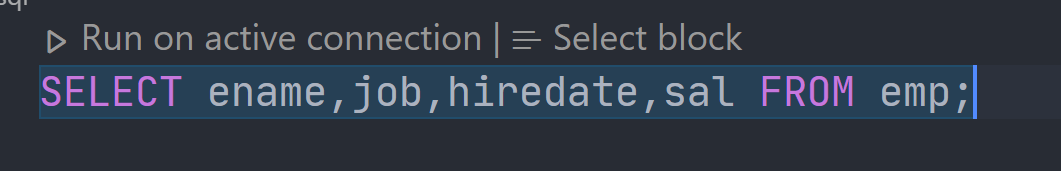 Run on active connection | Select block
SELECT ename,job,hiredate,sal FROM emp;